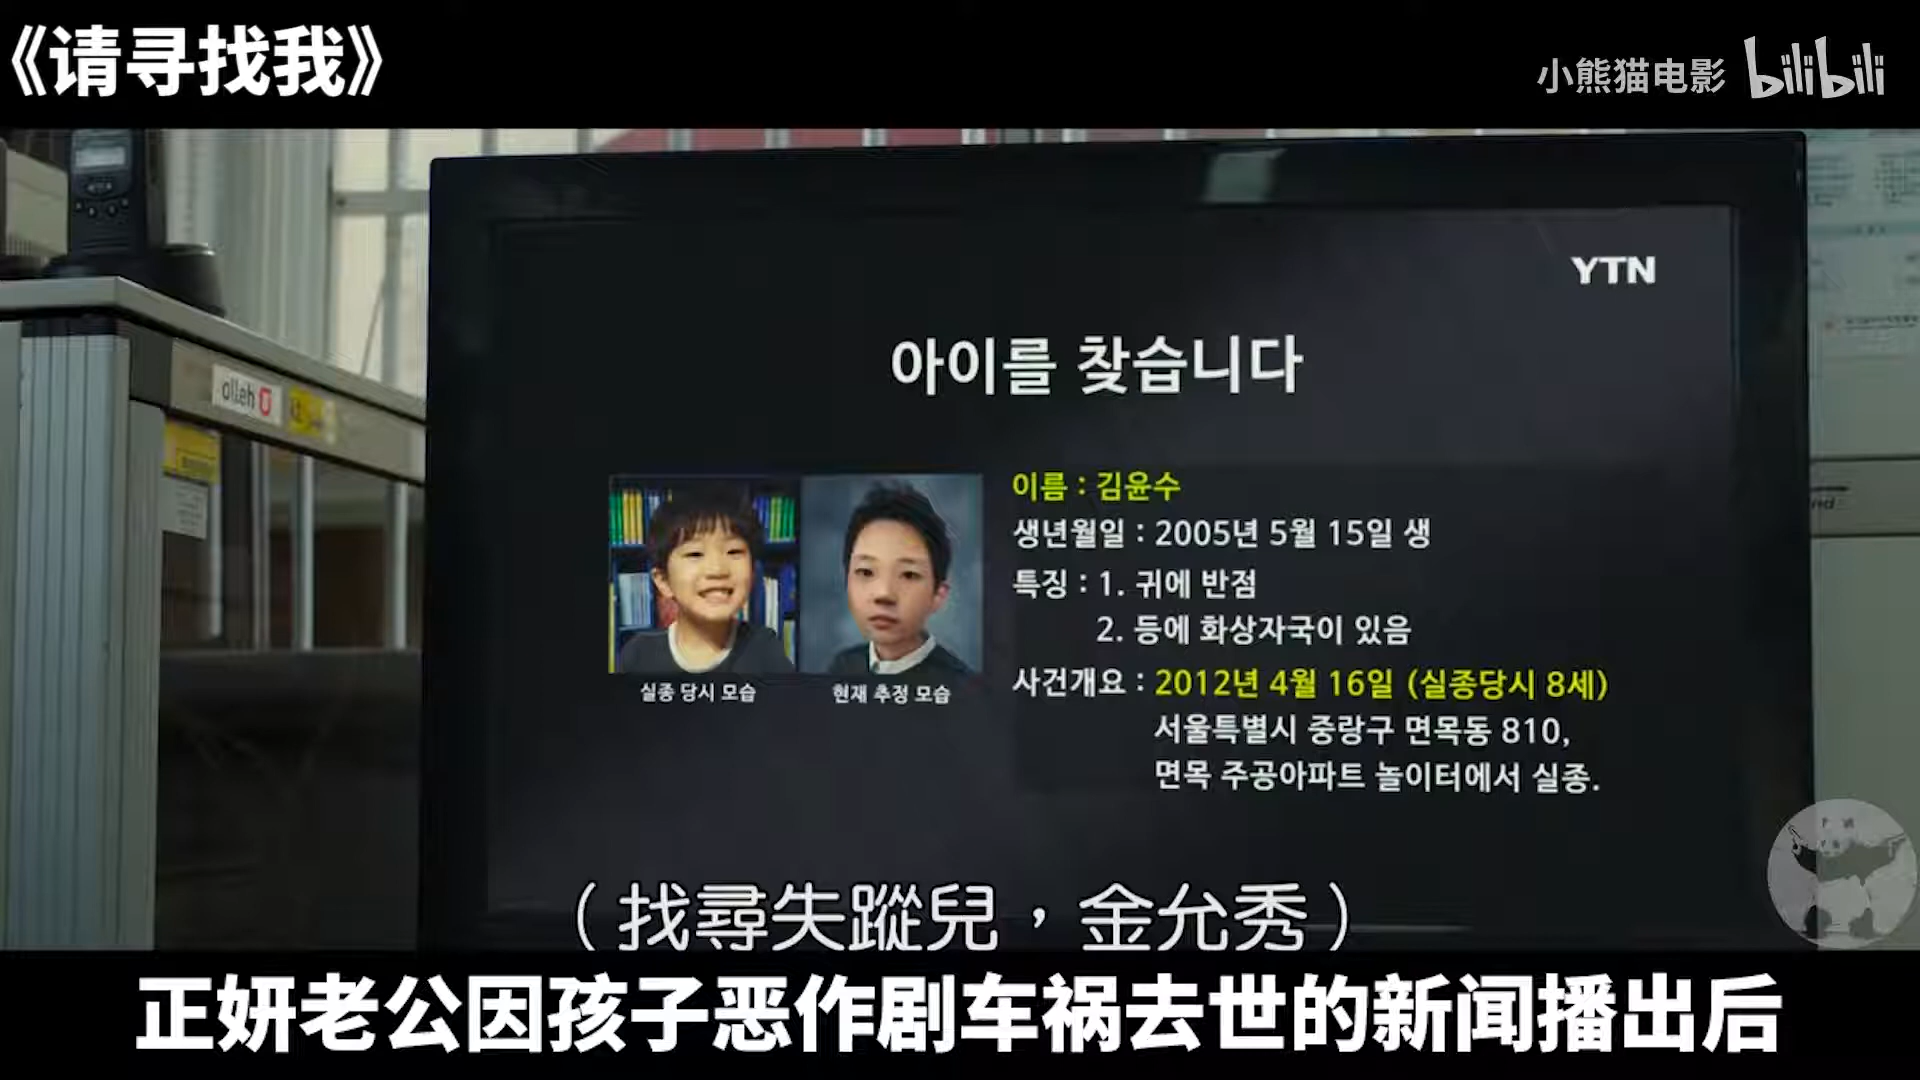 《请寻找我》
小熊猫电影 bilibili
YTN
아이를 찾습니다
olleh
이름 : 김윤수
생년월일 : 2005년 5월 15일 생
특징 : 1. 귀에 반점
2. 등에 화상자국이 있음
사건개요 : 2012년 4월 16일 (실종당시 8세)
서울특별시 중랑구 면목동 810,
면목 주공아파트 놀이터에서 실종.
실종 당시 모습
현재 추정 모습
（找尋失蹤兒，金允秀）
正妍老公因孩子恶作剧车祸去世的新闻播出后